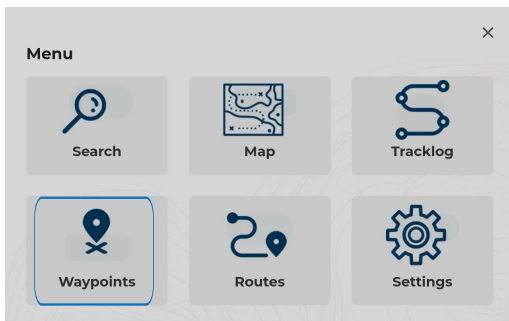 Menu
Search
Map
Tracklog
Waypoints
Routes
Settings